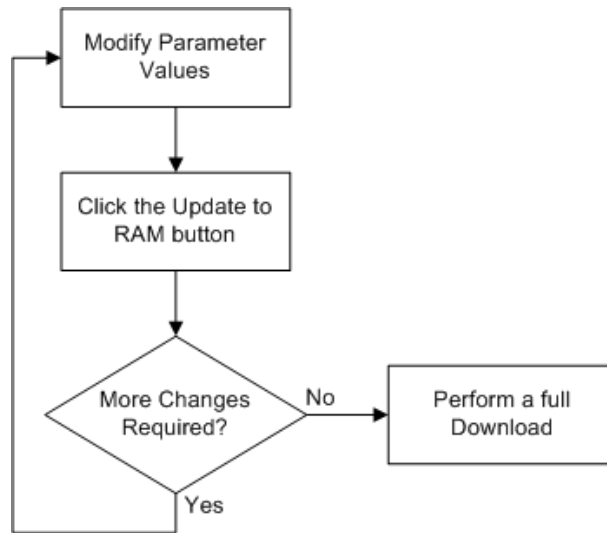 Modify Parameter
Values
Click the Update to
RAM button
More Changes
Required?
No
Perform a full
Download
Yes